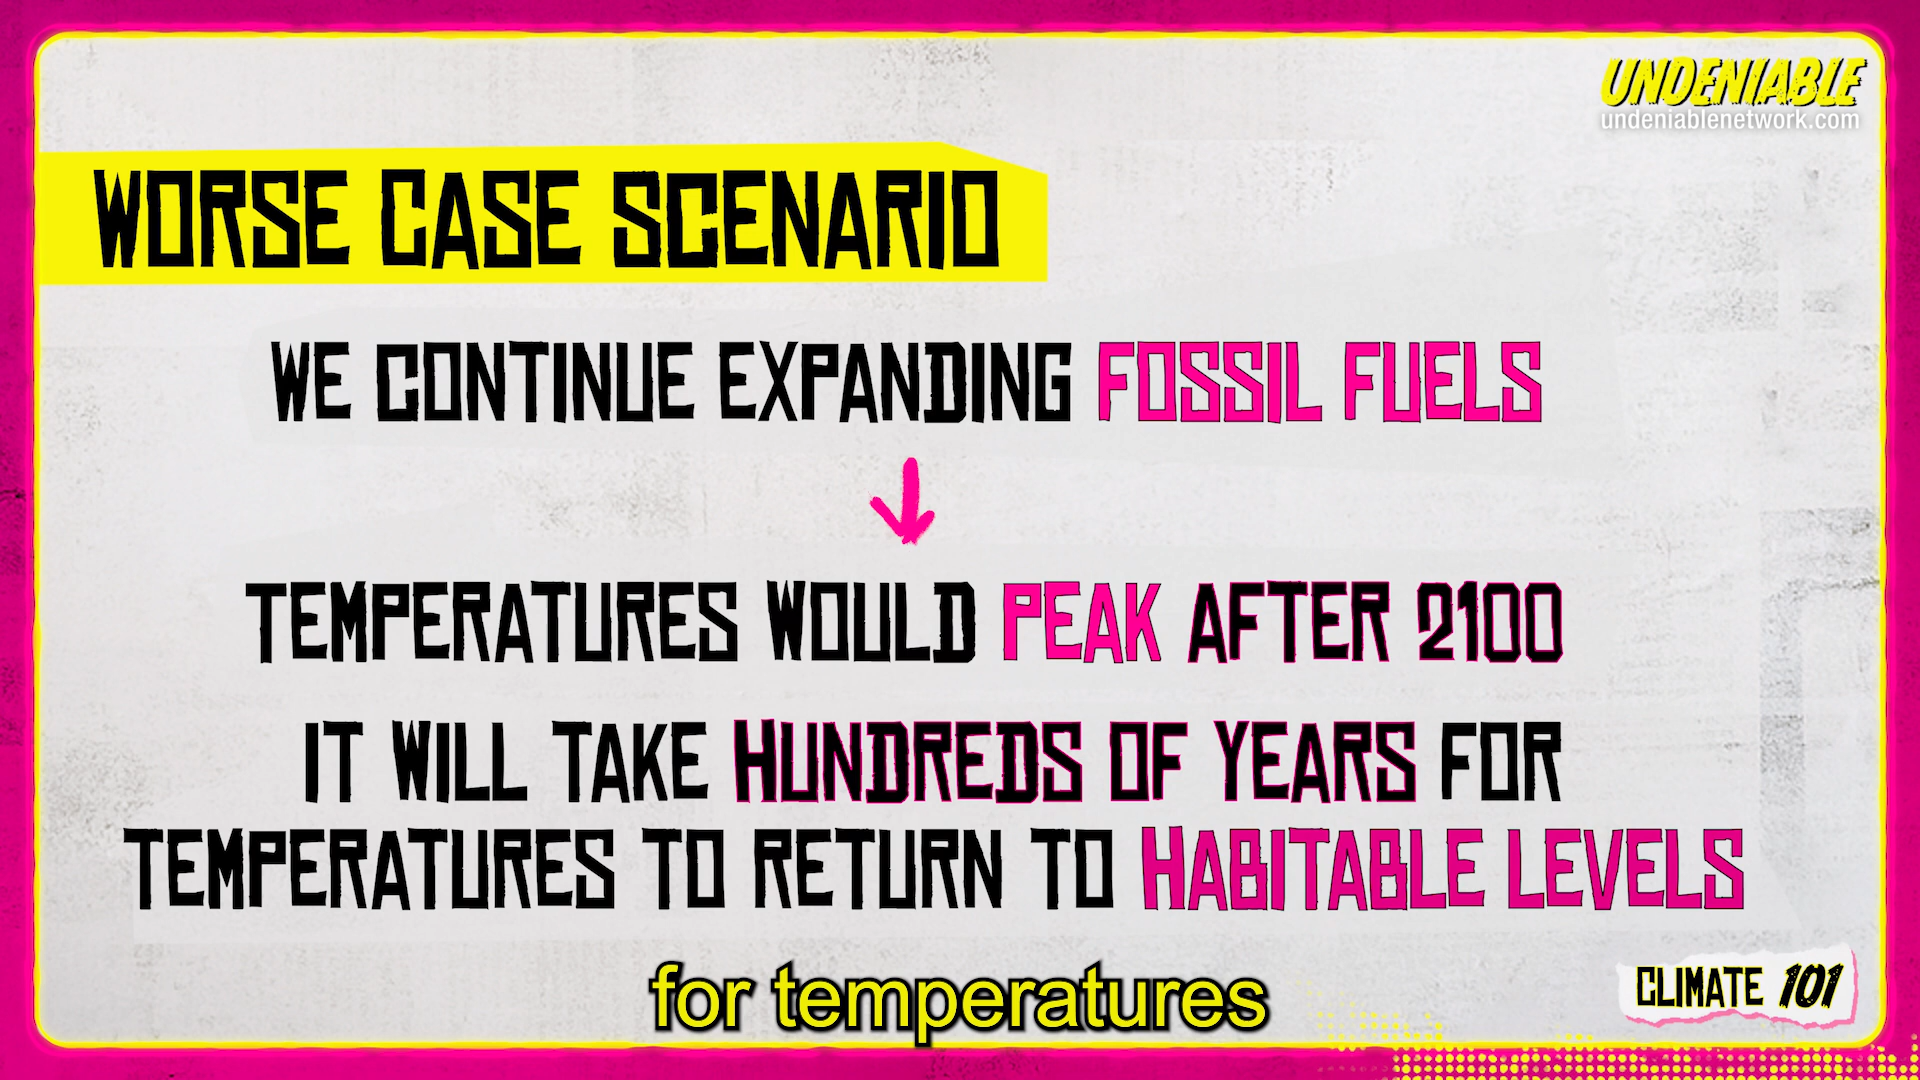 UNDENIABLE
undeniablenetwork.com
WORSE CASE SCENARIO
WE CONTINUE EXPANDING FOSSIL FUELS
TEMPERATURES WOULD PEAK AFTER 2100
IT WILL TAKE HUNDREDS OF YEARS FOR
TEMPERATURES TO RETURN TO HABITABLE LEVELS
for temperatures
CLIMATE 101